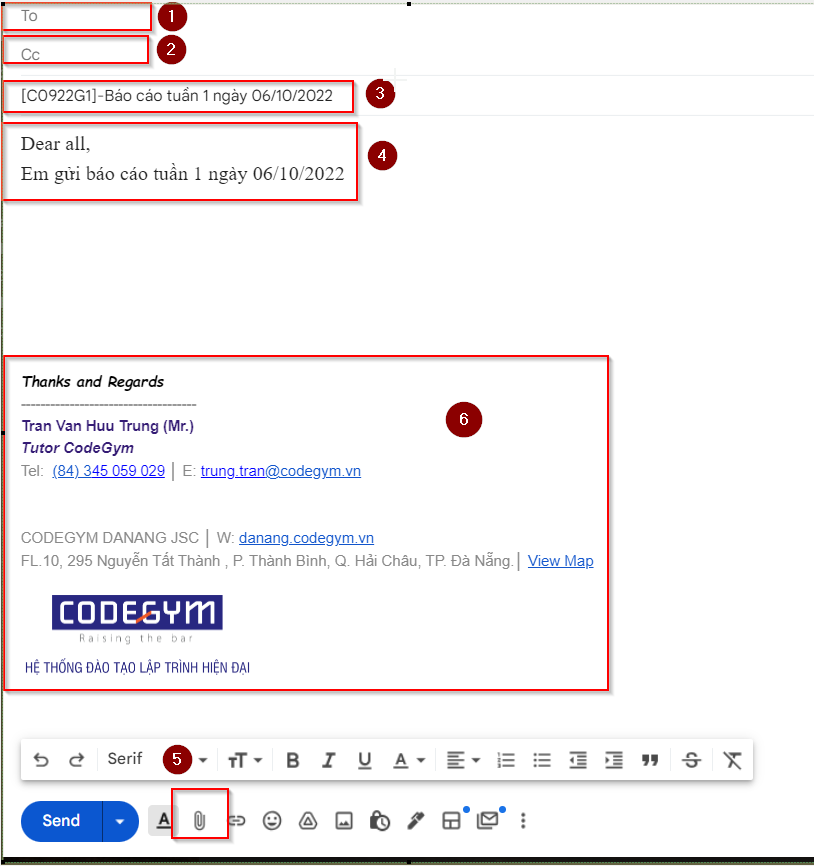 To 1
Cc 2
[C0922G1]-Báo cáo tuần 1 ngày 06/10/2022 3
Dear all, 4
Em gửi báo cáo tuần 1 ngày 06/10/2022
Thanks and Regards
------------------------------------
Tran Van Huu Trung (Mr.) 6
Tutor CodeGym
Tel: (84) 345 059 029 │ E: trung.tran@codegym.vn
CODEGYM DANANG JSC │ W: danang.codegym.vn
FL.10, 295 Nguyễn Tất Thành , P. Thành Bình, Q. Hải Châu, TP. Đà Nẵng.│ View Map
CODEGYM
Raising the bar
HỆ THỐNG ĐÀO TẠO LẬP TRÌNH HIỆN ĐẠI
Serif 5 TT B I U A S
Send A